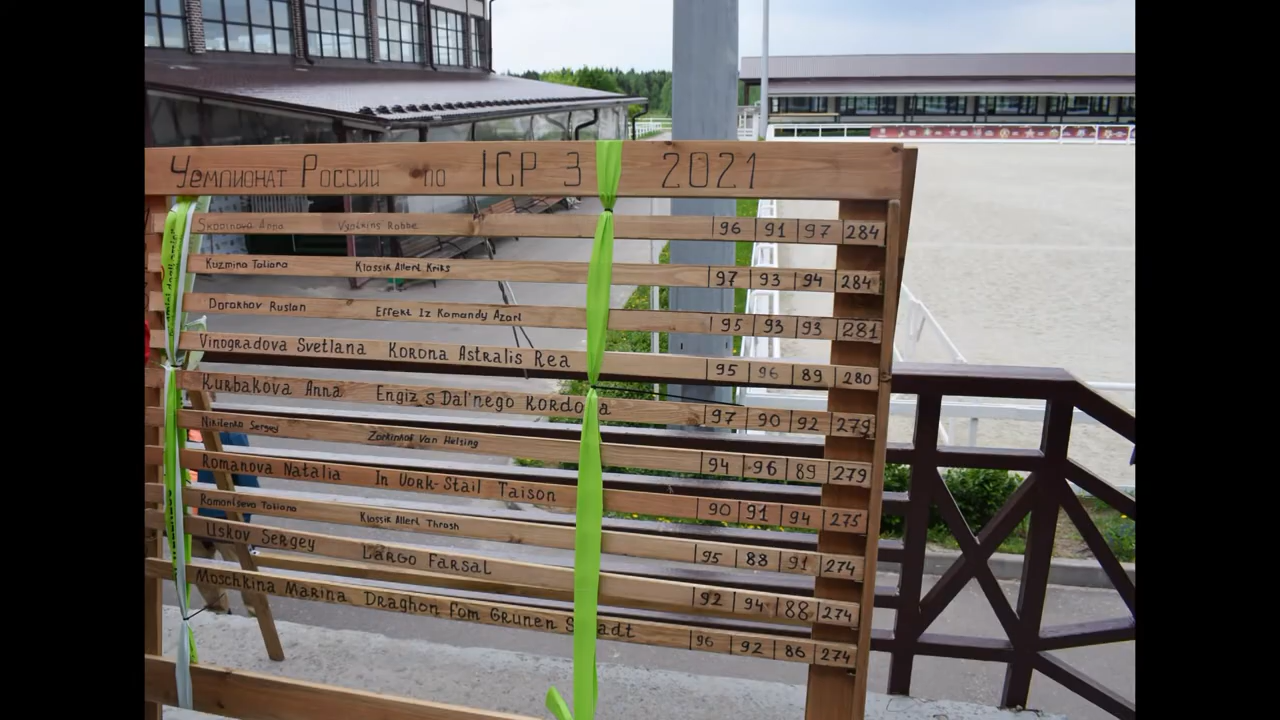 Чемпионат России по ICP 3 2021
Skopinova Anna Vyatkins Robbe 96 91 97 284
Kuzmina Tatiana Klassik Allert Kriks 97 93 94 284
Dorokhov Ruslan Effekt Iz Komandy Azart 95 93 93 281
Vinogradova Svetlana Korona Astralis Rea 95 96 89 280
Kurbakova Anna Engiz s Dal'nego Kordona 97 90 92 279
Nikitenko Sergey Zorkinhof Van Helsing 94 96 89 279
Romanova Natalia In Work-Stail Taison 90 91 94 275
Romantseva Tatiana Klassik Allert Thrash 95 88 91 274
Uskov Sergey Largo Farsal 92 94 88 274
Moschkina Marina Draghon fom Grunen Stadt 96 92 86 274